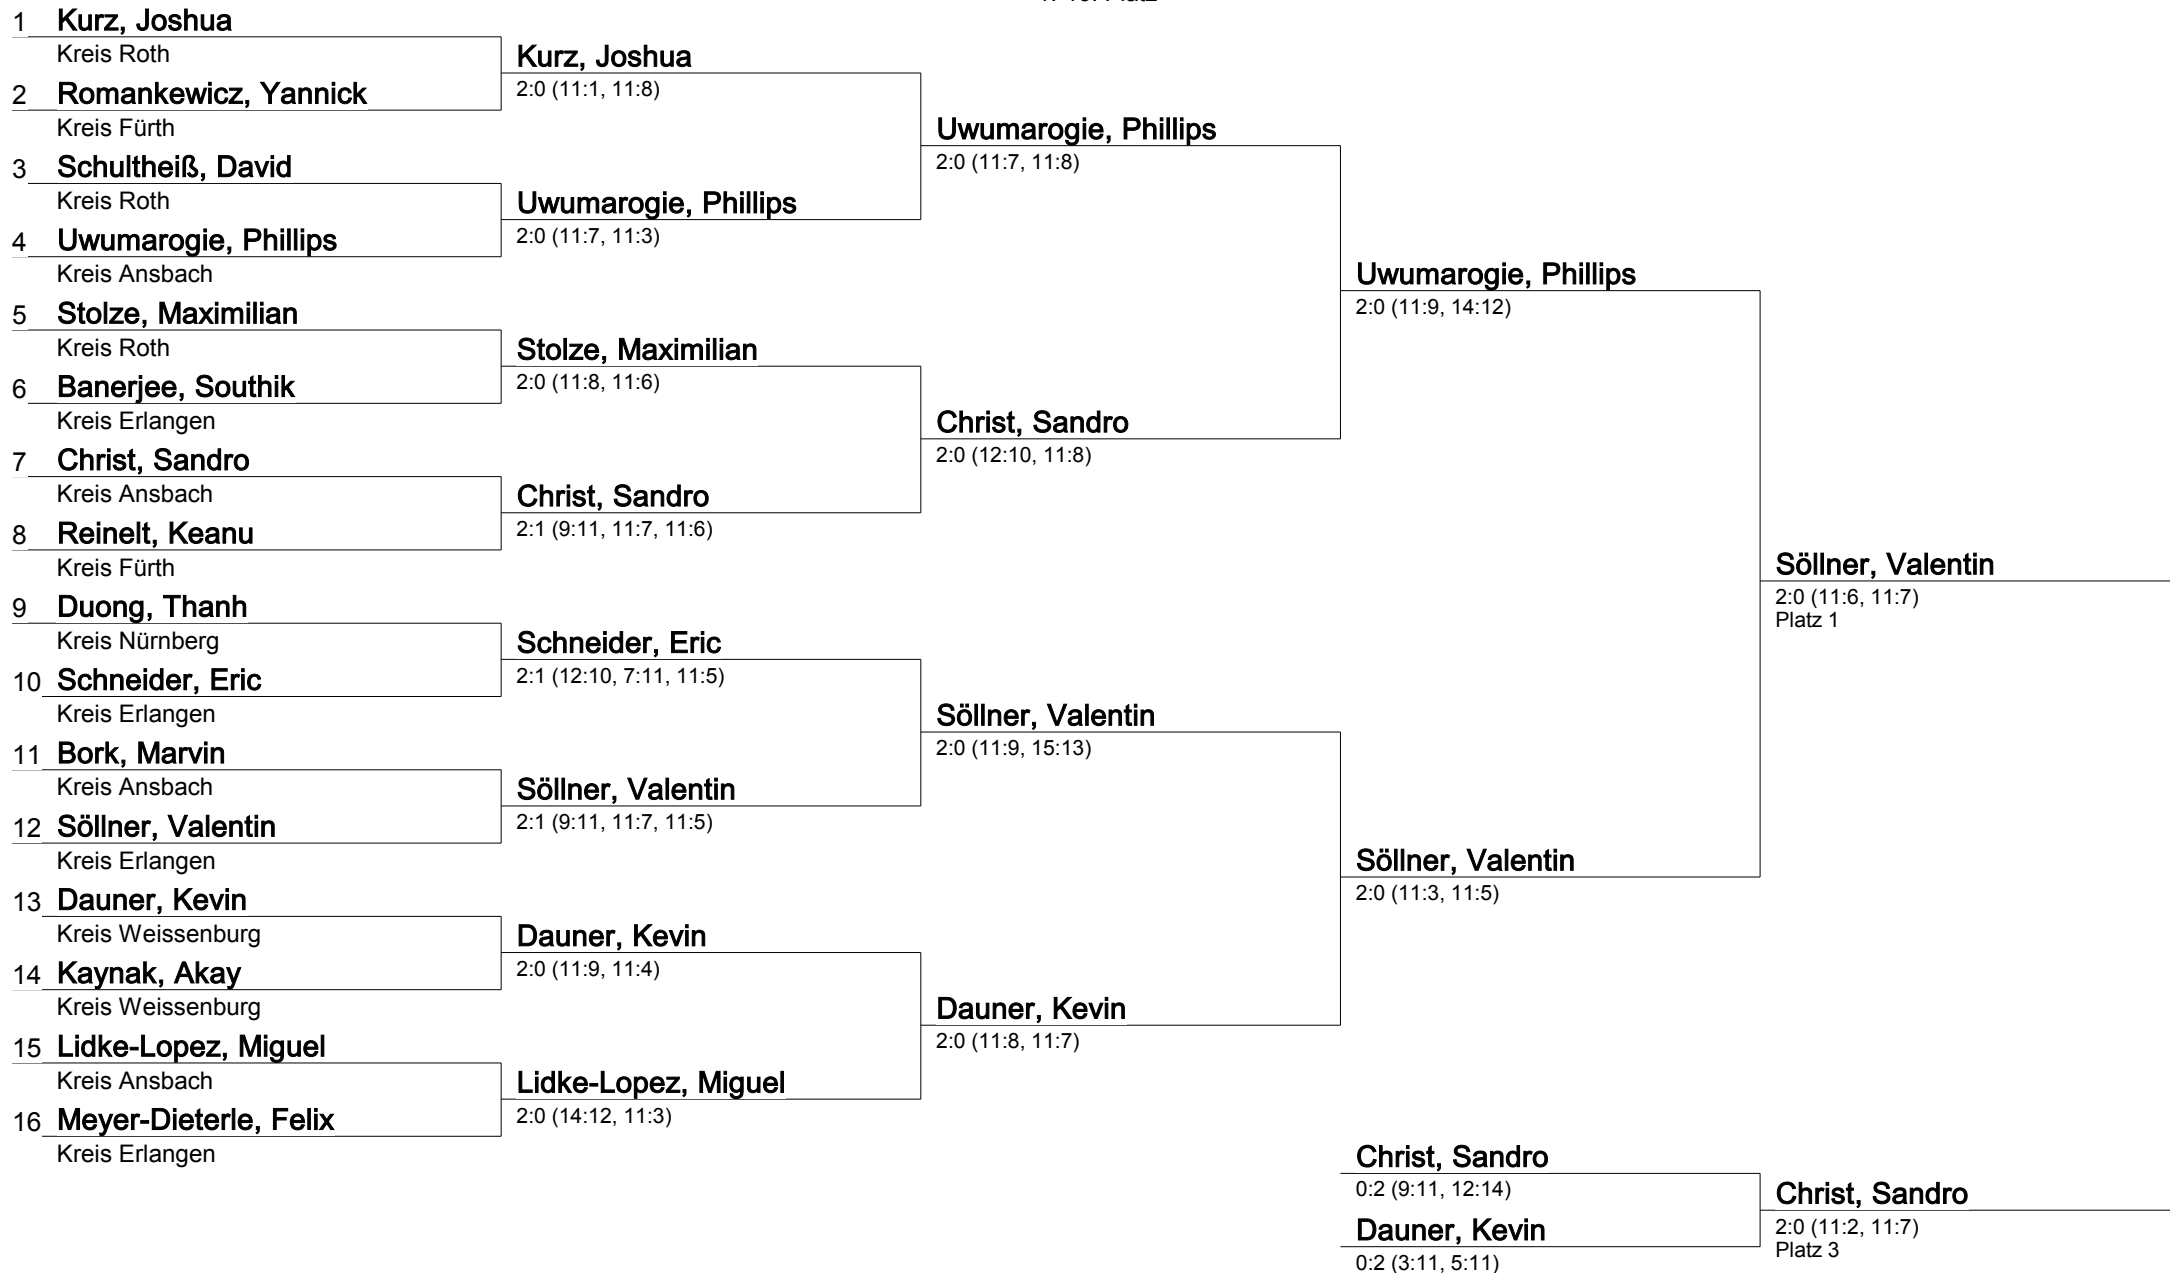 1 Kurz, Joshua
Kreis Roth
2 Romankewicz, Yannick
Kreis Fürth
3 Schultheiß, David
Kreis Roth
4 Uwumarogie, Phillips
Kreis Ansbach
5 Stolze, Maximilian
Kreis Roth
6 Banerjee, Southik
Kreis Erlangen
7 Christ, Sandro
Kreis Ansbach
8 Reinelt, Keanu
Kreis Fürth
9 Duong, Thanh
Kreis Nürnberg
10 Schneider, Eric
Kreis Erlangen
11 Bork, Marvin
Kreis Ansbach
12 Söllner, Valentin
Kreis Erlangen
13 Dauner, Kevin
Kreis Weissenburg
14 Kaynak, Akay
Kreis Weissenburg
15 Lidke-Lopez, Miguel
Kreis Ansbach
16 Meyer-Dieterle, Felix
Kreis Erlangen
Kurz, Joshua
2:0 (11:1, 11:8)
Uwumarogie, Phillips
2:0 (11:7, 11:3)
Stolze, Maximilian
2:0 (11:8, 11:6)
Christ, Sandro
2:1 (9:11, 11:7, 11:6)
Schneider, Eric
2:1 (12:10, 7:11, 11:5)
Söllner, Valentin
2:1 (9:11, 11:7, 11:5)
Dauner, Kevin
2:0 (11:9, 11:4)
Lidke-Lopez, Miguel
2:0 (14:12, 11:3)
Uwumarogie, Phillips
2:0 (11:7, 11:8)
Christ, Sandro
2:0 (12:10, 11:8)
Söllner, Valentin
2:0 (11:9, 15:13)
Dauner, Kevin
2:0 (11:8, 11:7)
Uwumarogie, Phillips
2:0 (11:9, 14:12)
Söllner, Valentin
2:0 (11:3, 11:5)
Söllner, Valentin
2:0 (11:6, 11:7)
Platz 1
Christ, Sandro
0:2 (9:11, 12:14)
Dauner, Kevin
0:2 (3:11, 5:11)
Christ, Sandro
2:0 (11:2, 11:7)
Platz 3